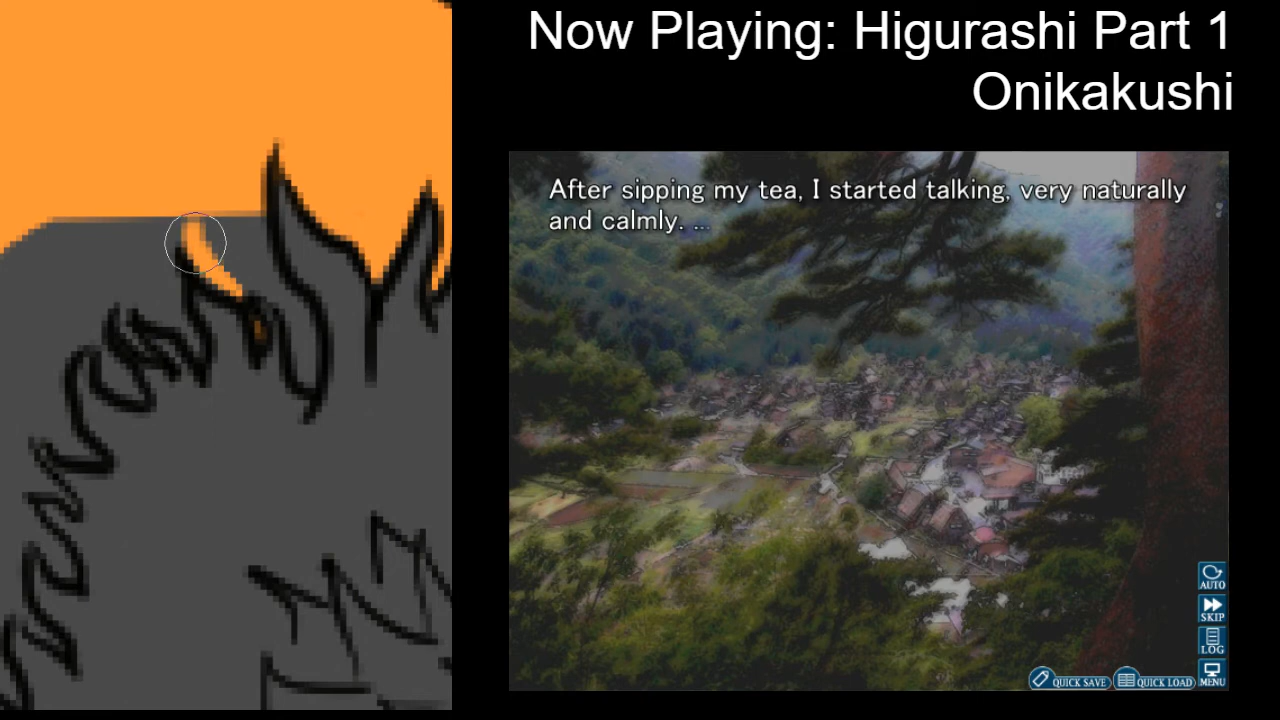 Now Playing: Higurashi Part 1
Onikakushi
After sipping my tea, I started talking, very naturally
and calmly. ...
AUTO
SKIP
LOG
MENU
QUICK SAVE
QUICK LOAD